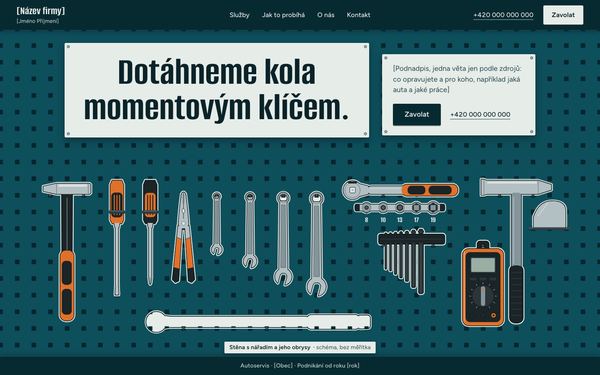 [Název firmy]
[Jméno Příjmení]
Služby Jak to probíhá O nás Kontakt
+420 000 000 000 Zavolat
Dotáhneme kola
momentovým klíčem.
[Podnadpis, jedna věta jen podle zdrojů:
co opravujete a pro koho, například jaká
auta a jaké práce]
Zavolat +420 000 000 000
8 10 13 17 19
Stěna s nářadím a jeho obrysy · schéma, bez měřítka
Autoservis · [Obec] · Podnikání od roku [rok]